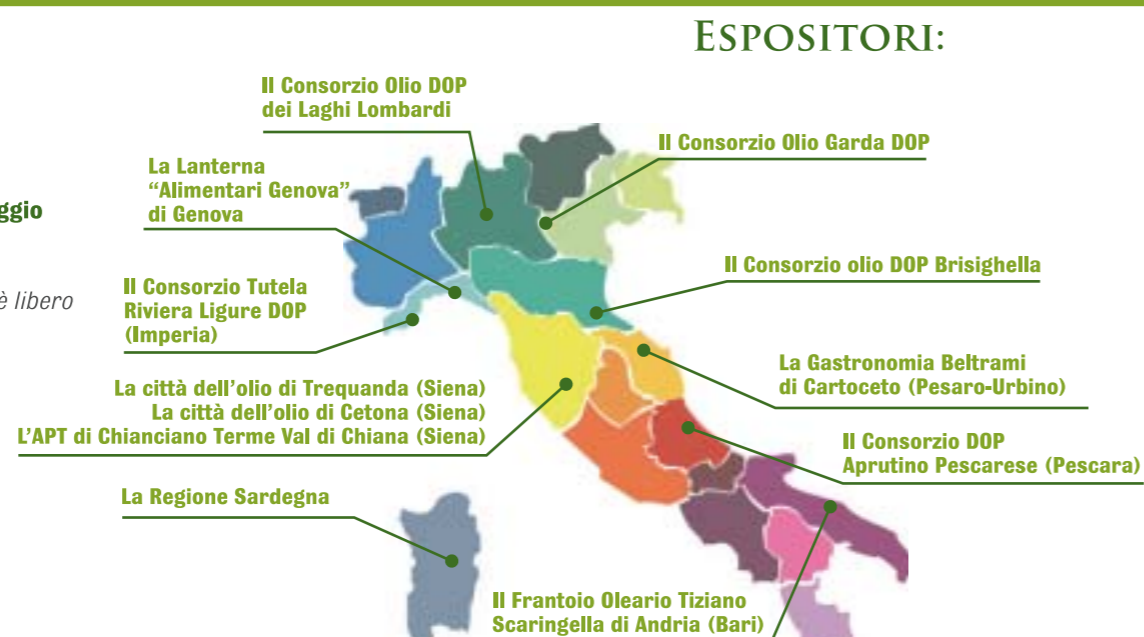 ESPOSITORI:
Il Consorzio Olio DOP
dei Laghi Lombardi
Il Consorzio Olio Garda DOP
La Lanterna
“Alimentari Genova”
di Genova
ggio
è libero
Il Consorzio olio DOP Brisighella
Il Consorzio Tutela
Riviera Ligure DOP
(Imperia)
La Gastronomia Beltrami
di Cartoceto (Pesaro-Urbino)
La città dell’olio di Trequanda (Siena)
La città dell’olio di Cetona (Siena)
L’APT di Chianciano Terme Val di Chiana (Siena)
Il Consorzio DOP
Aprutino Pescarese (Pescara)
La Regione Sardegna
Il Frantoio Oleario Tiziano
Scaringella di Andria (Bari)